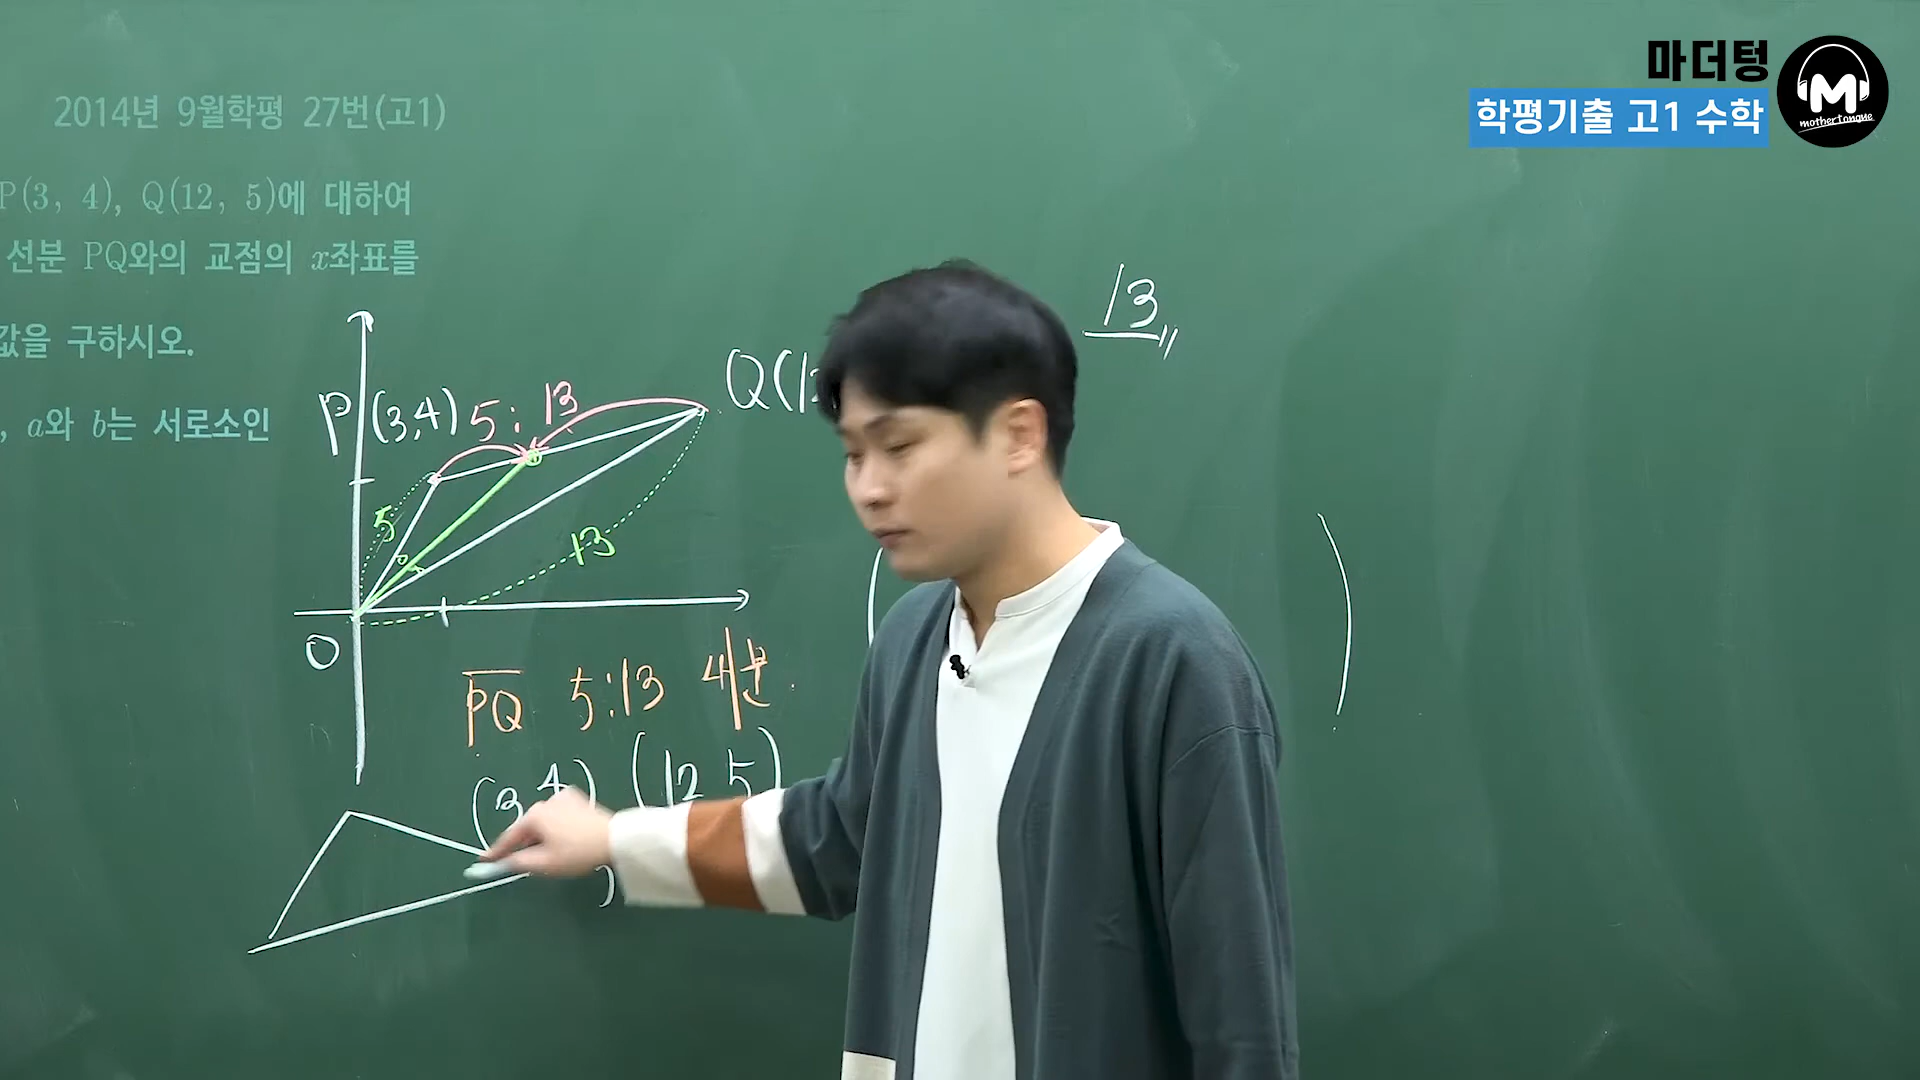 마더텅
학평기출 고1 수학
mothertongue
2014년 9월학평 27번(고1)
P(3, 4), Q(12, 5)에 대하여
선분 PQ와의 교점의 x좌표를
값을 구하시오.
, a와 b는 서로소인
13
P(3,4) 5:13 Q(12
5
13
O
PQ 5:13 내분
(3 4) (12 5)